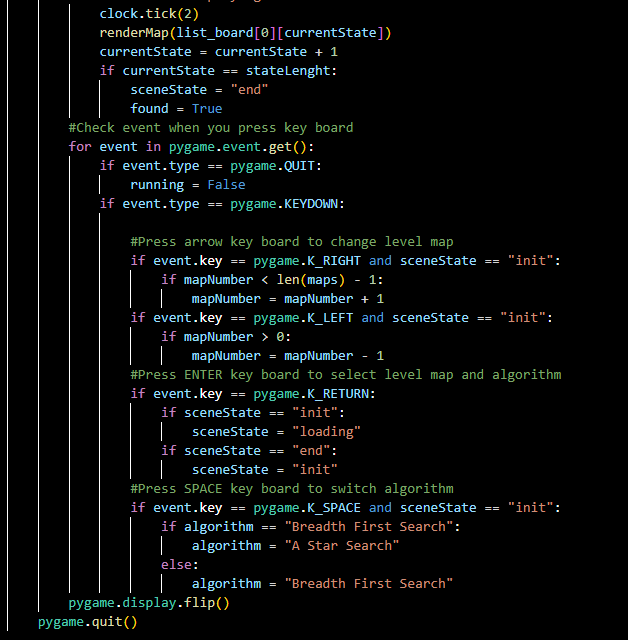 clock.tick(2)
renderMap(list_board[0][currentState])
currentState = currentState + 1
if currentState == stateLenght:
sceneState = "end"
found = True
#Check event when you press key board
for event in pygame.event.get():
if event.type == pygame.QUIT:
running = False
if event.type == pygame.KEYDOWN:
#Press arrow key board to change level map
if event.key == pygame.K_RIGHT and sceneState == "init":
if mapNumber < len(maps) - 1:
mapNumber = mapNumber + 1
if event.key == pygame.K_LEFT and sceneState == "init":
if mapNumber > 0:
mapNumber = mapNumber - 1
#Press ENTER key board to select level map and algorithm
if event.key == pygame.K_RETURN:
if sceneState == "init":
sceneState = "loading"
if sceneState == "end":
sceneState = "init"
#Press SPACE key board to switch algorithm
if event.key == pygame.K_SPACE and sceneState == "init":
if algorithm == "Breadth First Search":
algorithm = "A Star Search"
else:
algorithm = "Breadth First Search"
pygame.display.flip()
pygame.quit()